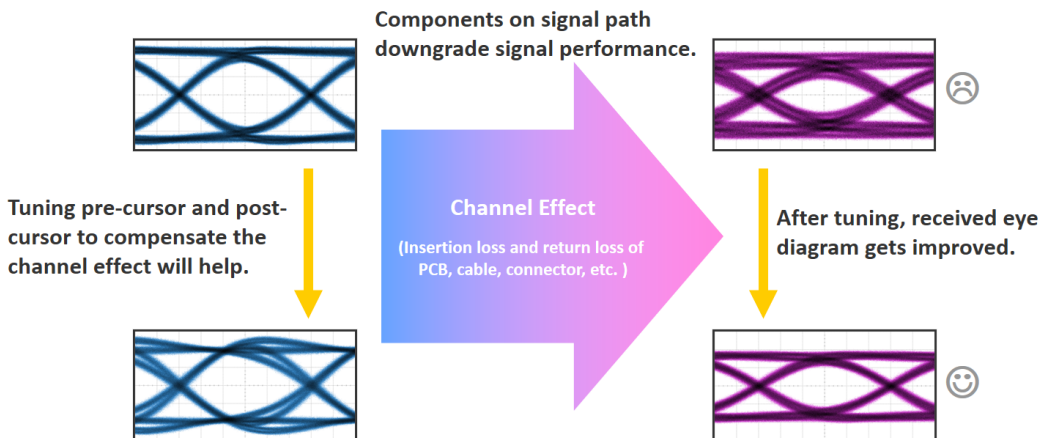 Components on signal path
downgrade signal performance.
Tuning pre-cursor and post-
cursor to compensate the
channel effect will help.
Channel Effect
(Insertion loss and return loss of
PCB, cable, connector, etc. )
After tuning, received eye
diagram gets improved.